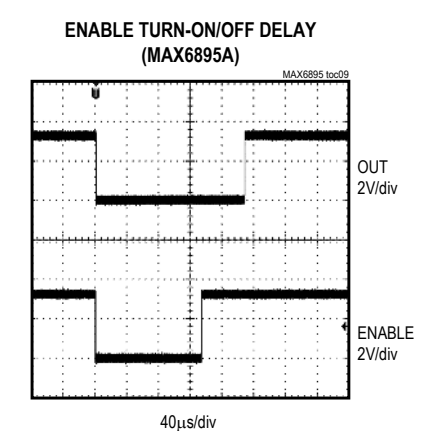 ENABLE TURN-ON/OFF DELAY
(MAX6895A)
MAX6895 toc09
OUT
2V/div
ENABLE
2V/div
40μs/div